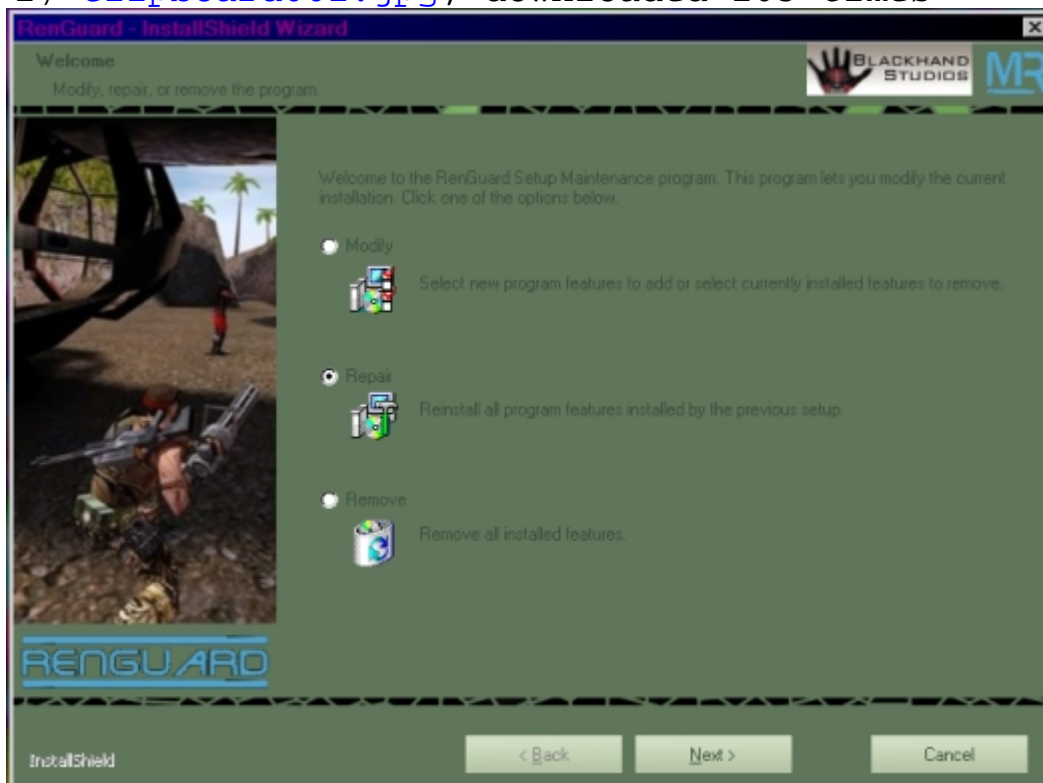 RenGuard - InstallShield Wizard
Welcome
Modify, repair, or remove the program.
BLACKHAND
STUDIOS
Welcome to the RenGuard Setup Maintenance program. This program lets you modify the current
installation. Click one of the options below.
Modify
Select new program features to add or select currently installed features to remove.
Repair
Reinstall all program features installed by the previous setup.
Remove
Remove all installed features.
RENGUARD
InstallShield
< Back
Next >
Cancel